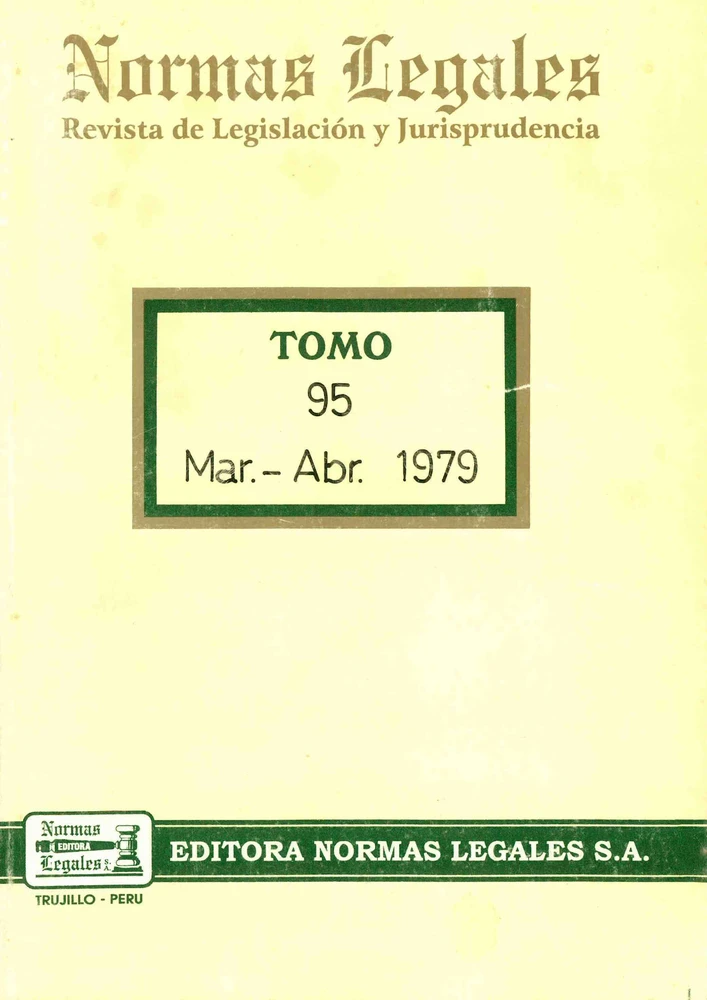 Normas Legales
Revista de Legislación y Jurisprudencia
TOMO
95
Mar. - Abr. 1979
Normas
EDITORA
Legales S.A.
EDITORA NORMAS LEGALES S.A.
TRUJILLO - PERU